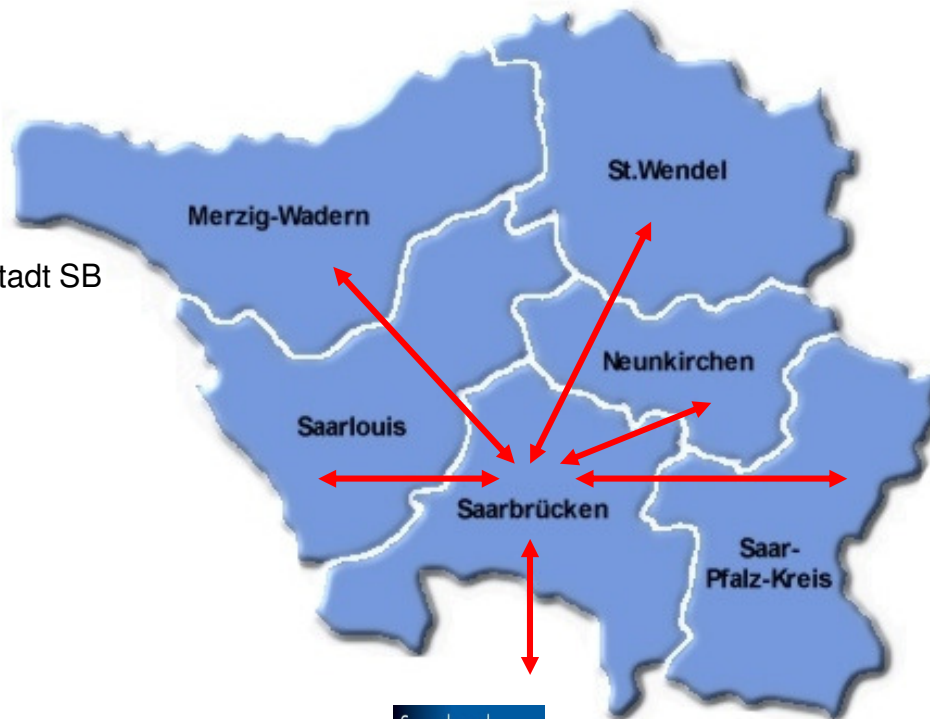 St.Wendel
Merzig-Wadern
tadt SB
Neunkirchen
Saarlouis
Saarbrücken
Saar-
Pfalz-Kreis